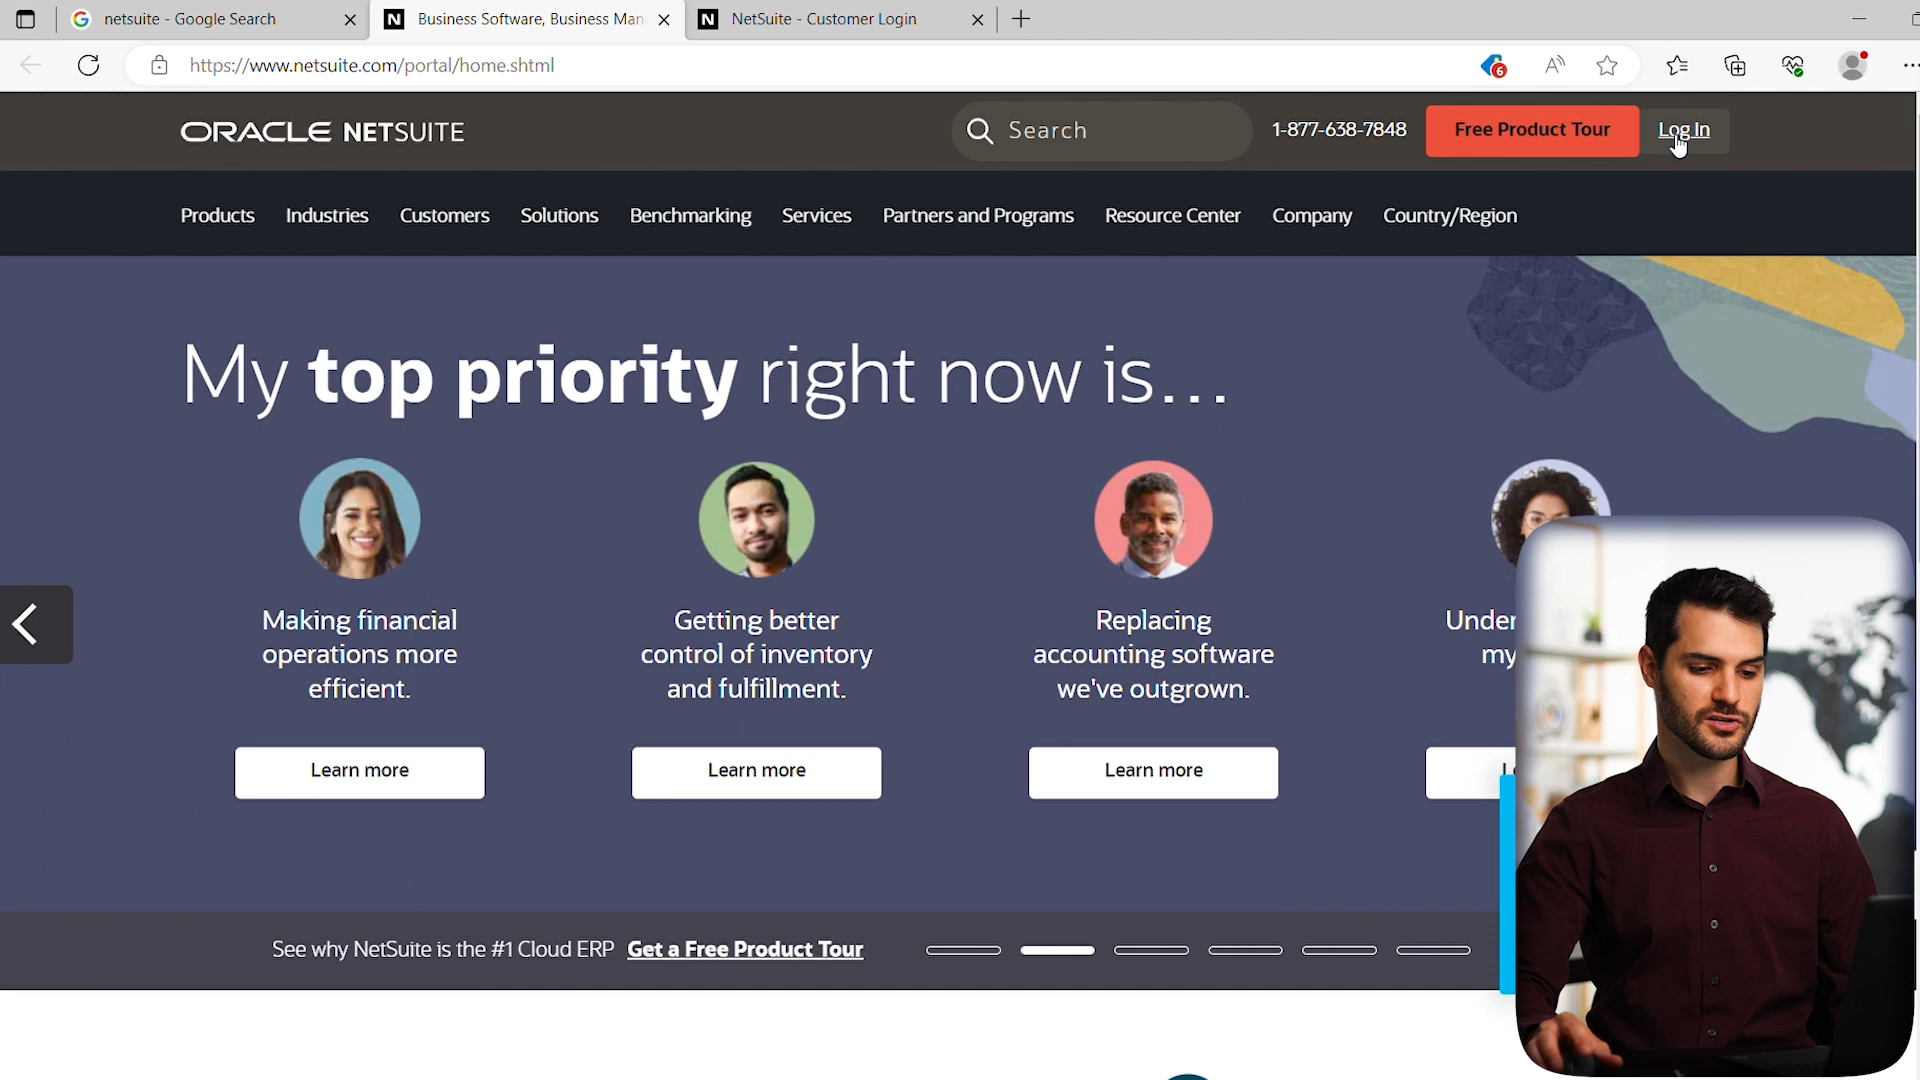 netsuite - Google Search
Business Software, Business Man
NetSuite - Customer Login
https://www.netsuite.com/portal/home.shtml
6
ORACLE NETSUITE
Search
1-877-638-7848
Free Product Tour
Log In
Products
Industries
Customers
Solutions
Benchmarking
Services
Partners and Programs
Resource Center
Company
Country/Region
My top priority right now is...
Making financial
operations more
efficient.
Learn more
Getting better
control of inventory
and fulfillment.
Learn more
Replacing
accounting software
we've outgrown.
Learn more
Under
my
See why NetSuite is the #1 Cloud ERP Get a Free Product Tour